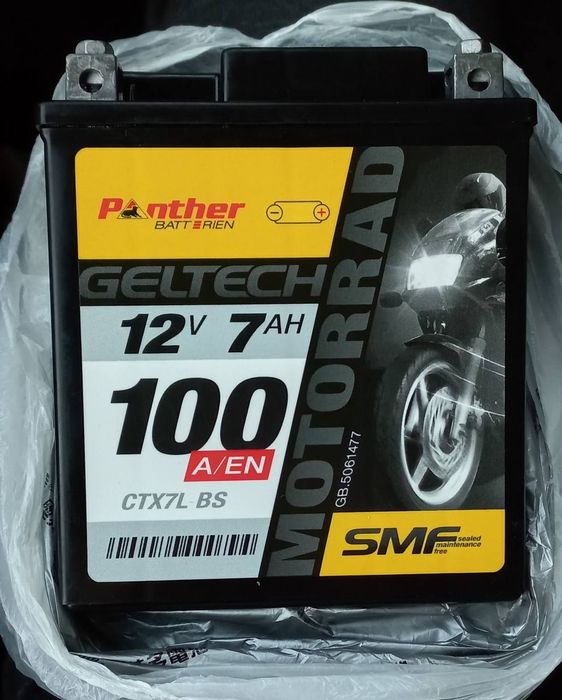 Panther
BATTERIEN
- +
GELTECH
12V 7AH
100
A/EN
CTX7L-BS
MOTORRAD
GB.5061477
SMF sealed
maintenance
free